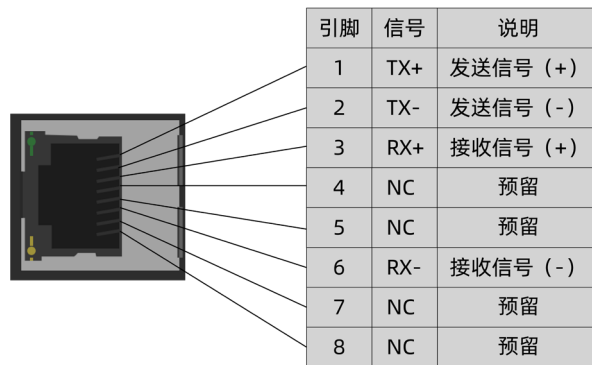 引脚 信号 说明
1 TX+ 发送信号（+）
2 TX- 发送信号（-）
3 RX+ 接收信号（+）
4 NC 预留
5 NC 预留
6 RX- 接收信号（-）
7 NC 预留
8 NC 预留